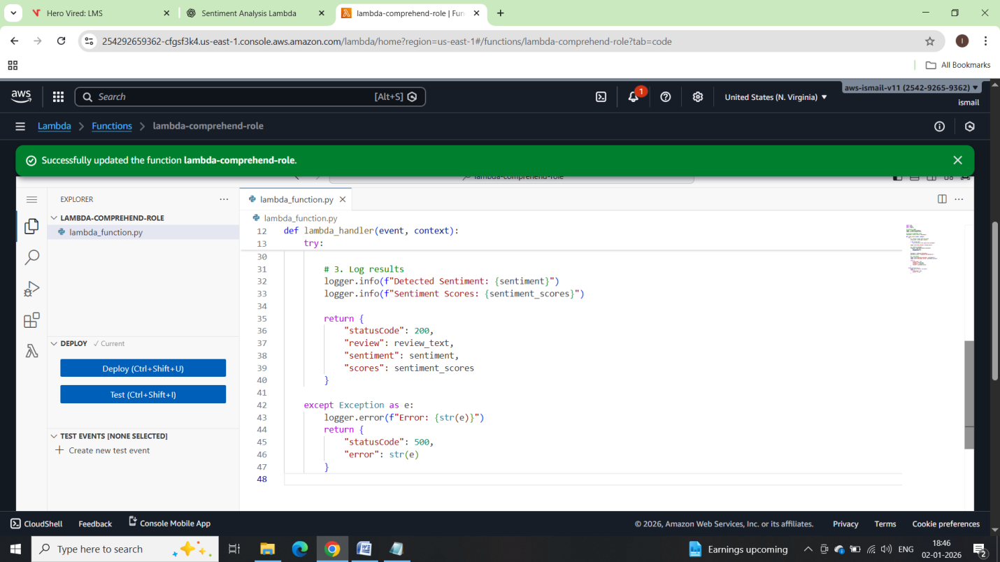 Hero Vired: LMS
Sentiment Analysis Lambda
lambda-comprehend-role | Fun
254292659362-cfgsf3k4.us-east-1.console.aws.amazon.com/lambda/home?region=us-east-1#/functions/lambda-comprehend-role?tab=code
I
All Bookmarks
aws
Search
[Alt+S]
1
United States (N. Virginia)
aws-ismail-v11 (2542-9265-9362)
ismail
Lambda
Functions
lambda-comprehend-role
Successfully updated the function lambda-comprehend-role.
lambda-comprehend-role
EXPLORER
LAMBDA-COMPREHEND-ROLE
lambda_function.py
DEPLOY
Current
Deploy (Ctrl+Shift+U)
Test (Ctrl+Shift+I)
TEST EVENTS [NONE SELECTED]
Create new test event
lambda_function.py
lambda_function.py
12 def lambda_handler(event, context):
13 try:
30
31 # 3. Log results
32 logger.info(f"Detected Sentiment: {sentiment}")
33 logger.info(f"Sentiment Scores: {sentiment_scores}")
34
35 return {
36 "statusCode": 200,
37 "review": review_text,
38 "sentiment": sentiment,
39 "scores": sentiment_scores
40 }
41
42 except Exception as e:
43 logger.error(f"Error: {str(e)}")
44 return {
45 "statusCode": 500,
46 "error": str(e)
47 }
48
CloudShell
Feedback
Console Mobile App
© 2026, Amazon Web Services, Inc. or its affiliates.
Privacy
Terms
Cookie preferences
Type here to search
Earnings upcoming
ENG
18:46
02-01-2026
2